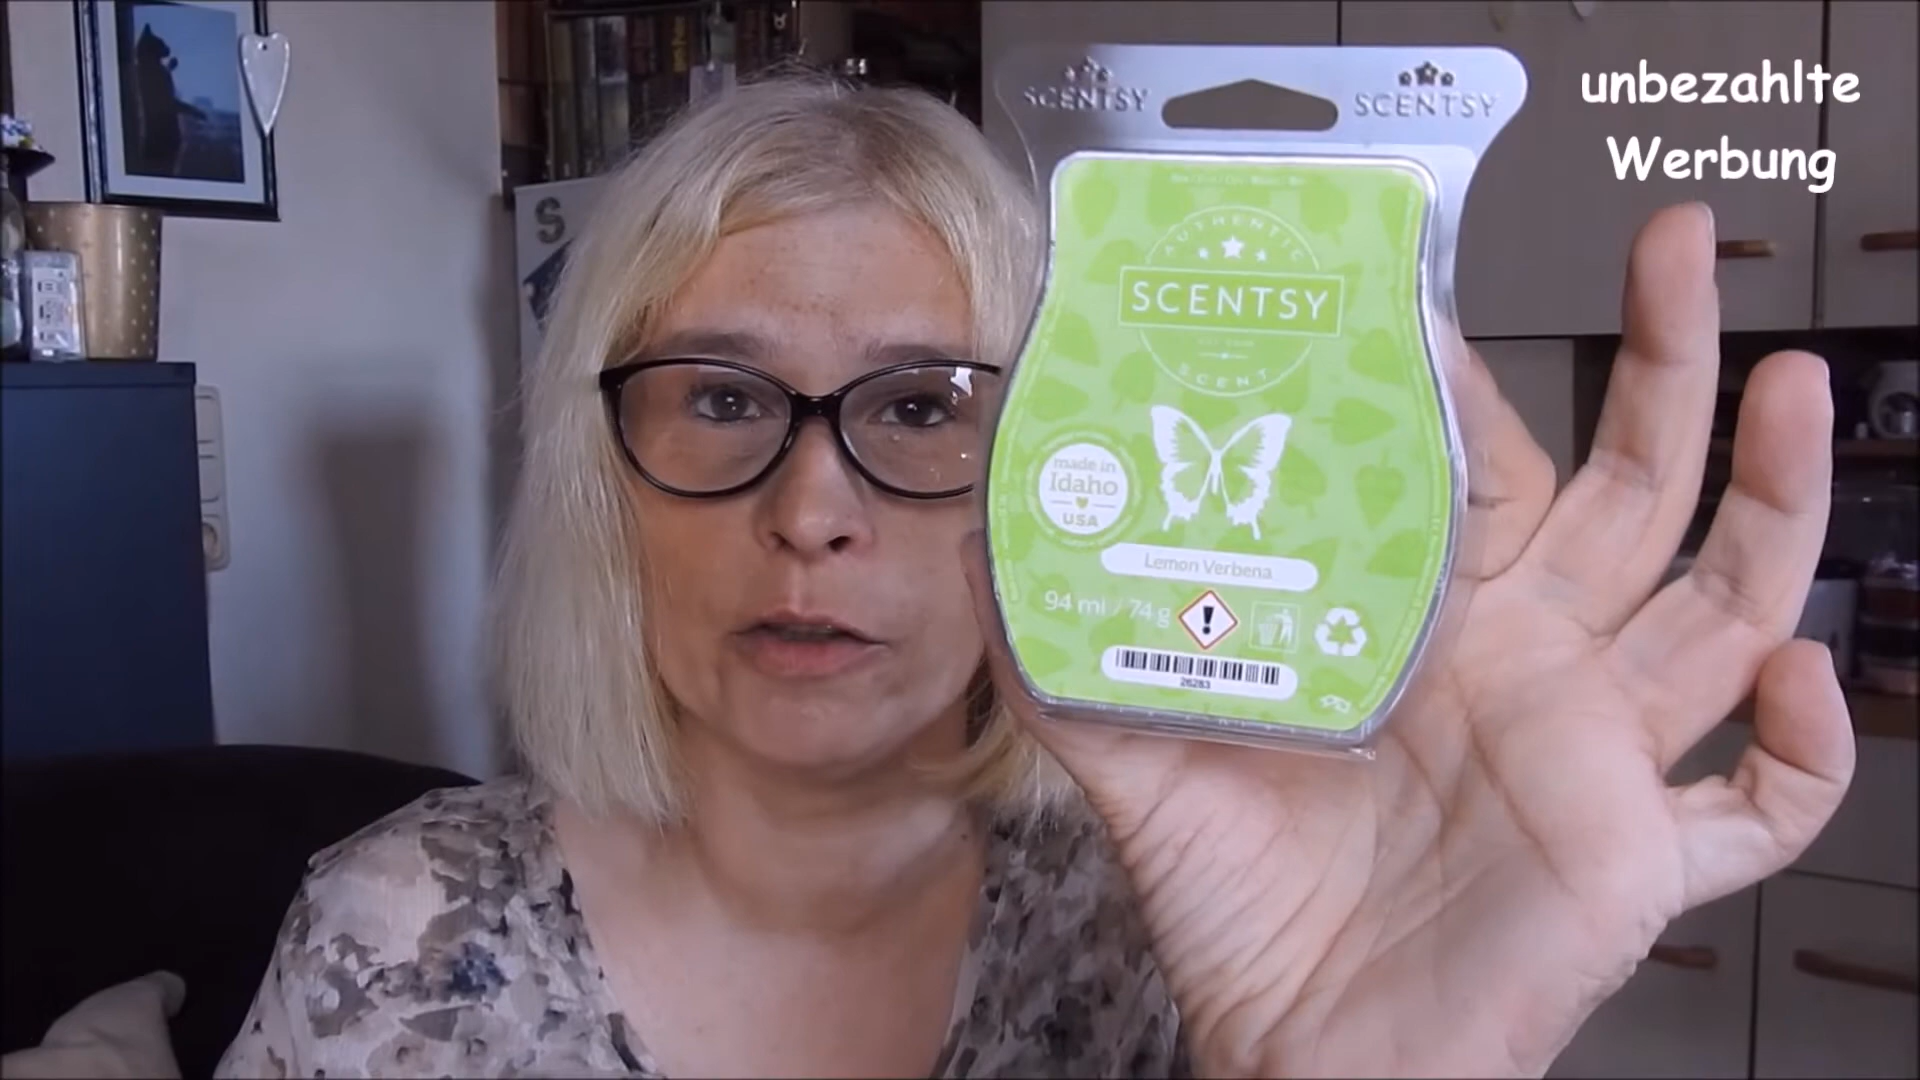 unbezahlte
Werbung
SCENTSY
SCENTSY
AUTHENTIC
SCENTSY
SCENT
made in
Idaho
USA
Lemon Verbena
94 ml / 74 g
26283
S